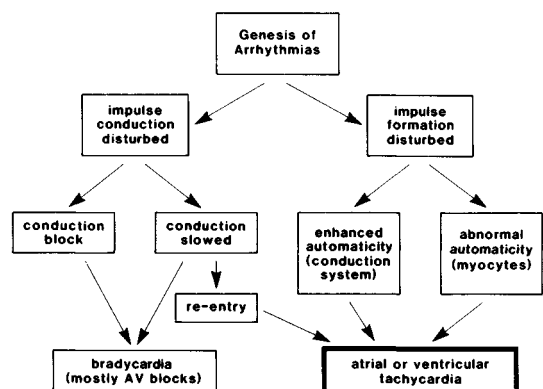 Genesis of
Arrhythmias
impulse
conduction
disturbed
impulse
formation
disturbed
conduction
block
conduction
slowed
enhanced
automaticity
(conduction
system)
abnormal
automaticity
(myocytes)
re-entry
bradycardia
(mostly AV blocks)
atrial or ventricular
tachycardia